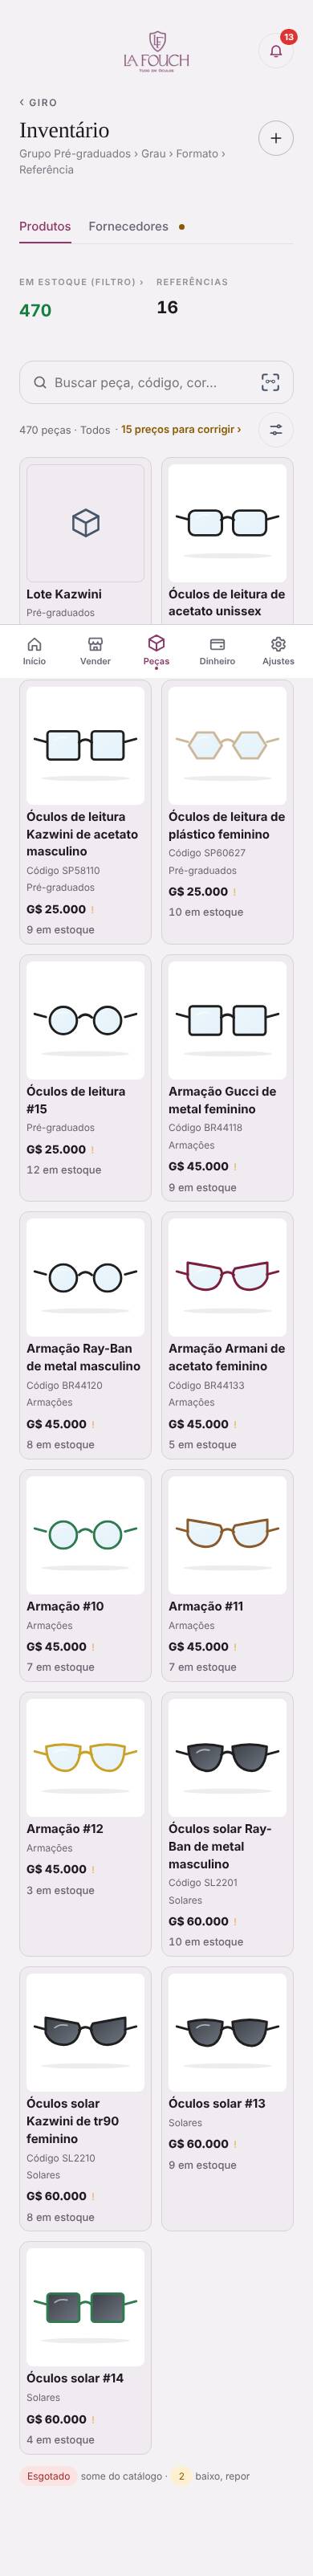 LA FOUCH
13
‹ GIRO
Inventário
Grupo Pré-graduados › Grau › Formato ›
Referência
Produtos
Fornecedores
EM ESTOQUE (FILTRO) ›
REFERÊNCIAS
470
16
Buscar peça, código, cor...
470 peças · Todos · 15 preços para corrigir ›
Lote Kazwini
Pré-graduados
Óculos de leitura de
acetato unissex
Início
Vender
Peças
Dinheiro
Ajustes
Óculos de leitura
Kazwini de acetato
masculino
Código SP58110
Pré-graduados
G$ 25.000 !
9 em estoque
Óculos de leitura de
plástico feminino
Código SP60627
Pré-graduados
G$ 25.000 !
10 em estoque
Óculos de leitura
#15
Pré-graduados
G$ 25.000 !
12 em estoque
Armação Gucci de
metal feminino
Código BR44118
Armações
G$ 45.000 !
9 em estoque
Armação Ray-Ban
de metal masculino
Código BR44120
Armações
G$ 45.000 !
8 em estoque
Armação Armani de
acetato feminino
Código BR44133
Armações
G$ 45.000 !
5 em estoque
Armação #10
Armações
G$ 45.000 !
7 em estoque
Armação #11
Armações
G$ 45.000 !
7 em estoque
Armação #12
Armações
G$ 45.000 !
3 em estoque
Óculos solar Ray-
Ban de metal
masculino
Código SL2201
Solares
G$ 60.000 !
10 em estoque
Óculos solar
Kazwini de tr90
feminino
Código SL2210
Solares
G$ 60.000 !
8 em estoque
Óculos solar #13
Solares
G$ 60.000 !
9 em estoque
Óculos solar #14
Solares
G$ 60.000 !
4 em estoque
Esgotado some do catálogo · 2 baixo, repor